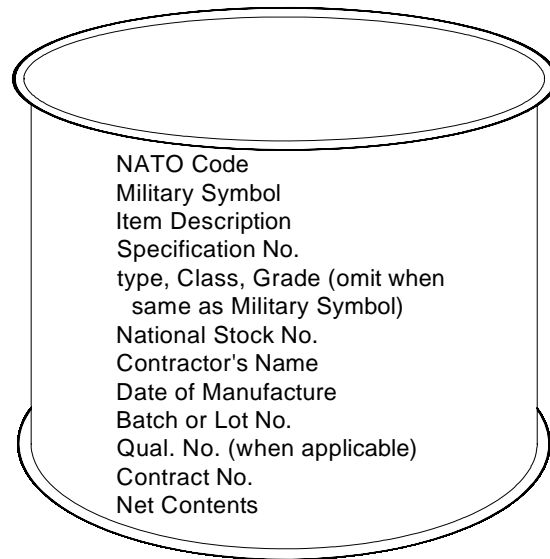 NATO Code
Military Symbol
Item Description
Specification No.
type, Class, Grade (omit when
same as Military Symbol)
National Stock No.
Contractor's Name
Date of Manufacture
Batch or Lot No.
Qual. No. (when applicable)
Contract No.
Net Contents